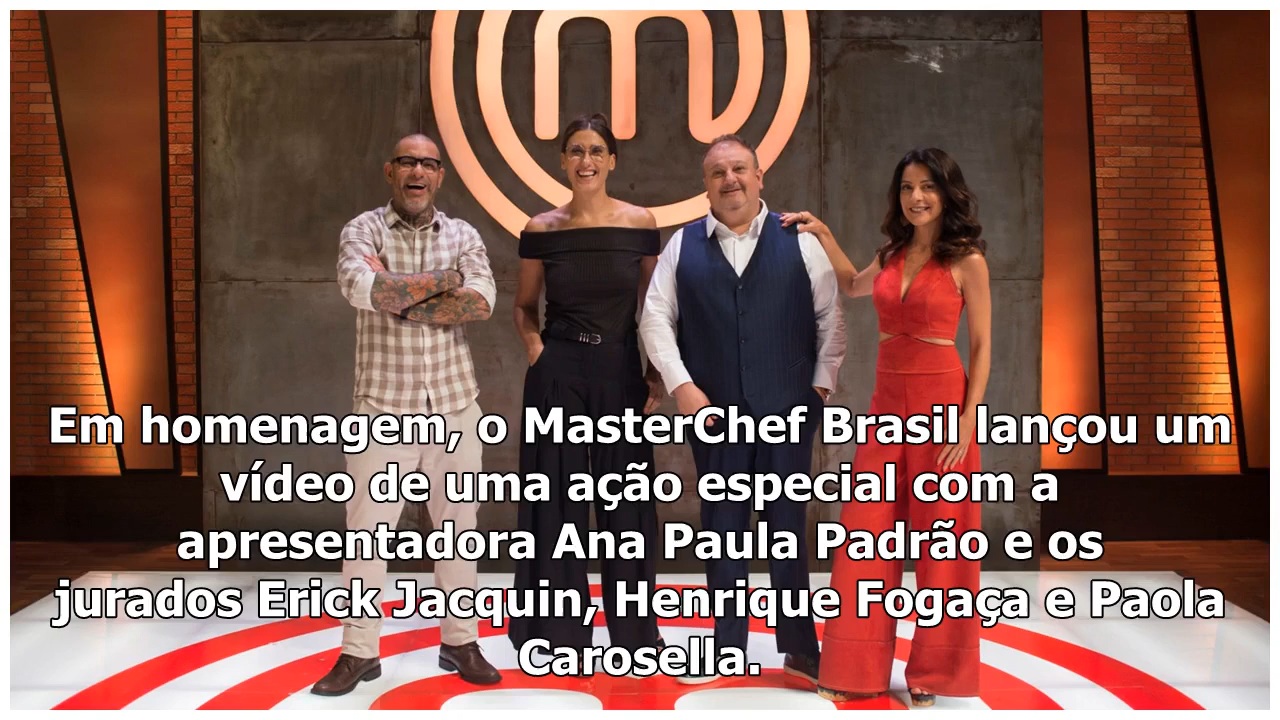 Em homenagem, o MasterChef Brasil lançou um
vídeo de uma ação especial com a
apresentadora Ana Paula Padrão e os
jurados Erick Jacquin, Henrique Fogaça e Paola
Carosella.